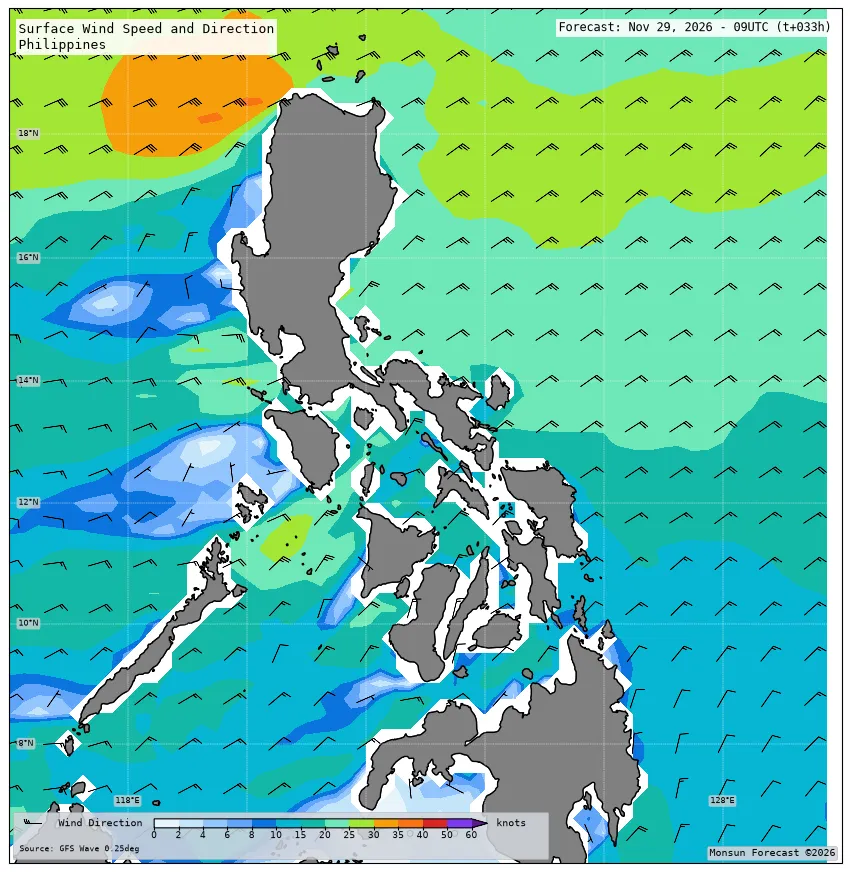 Surface Wind Speed and Direction
Philippines
Forecast: Nov 29, 2026 - 09UTC (t+033h)
18°N
16°N
14°N
12°N
10°N
8°N
118°E
128°E
Wind Direction
0 2 4 6 8 10 15 20 25 30 35 40 50 60
knots
Source: GFS Wave 0.25deg
Monsun Forecast ©2026